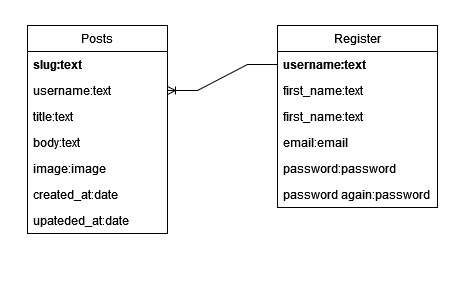 Posts
slug:text
username:text
title:text
body:text
image:image
created_at:date
upateded_at:date
Register
username:text
first_name:text
first_name:text
email:email
password:password
password again:password